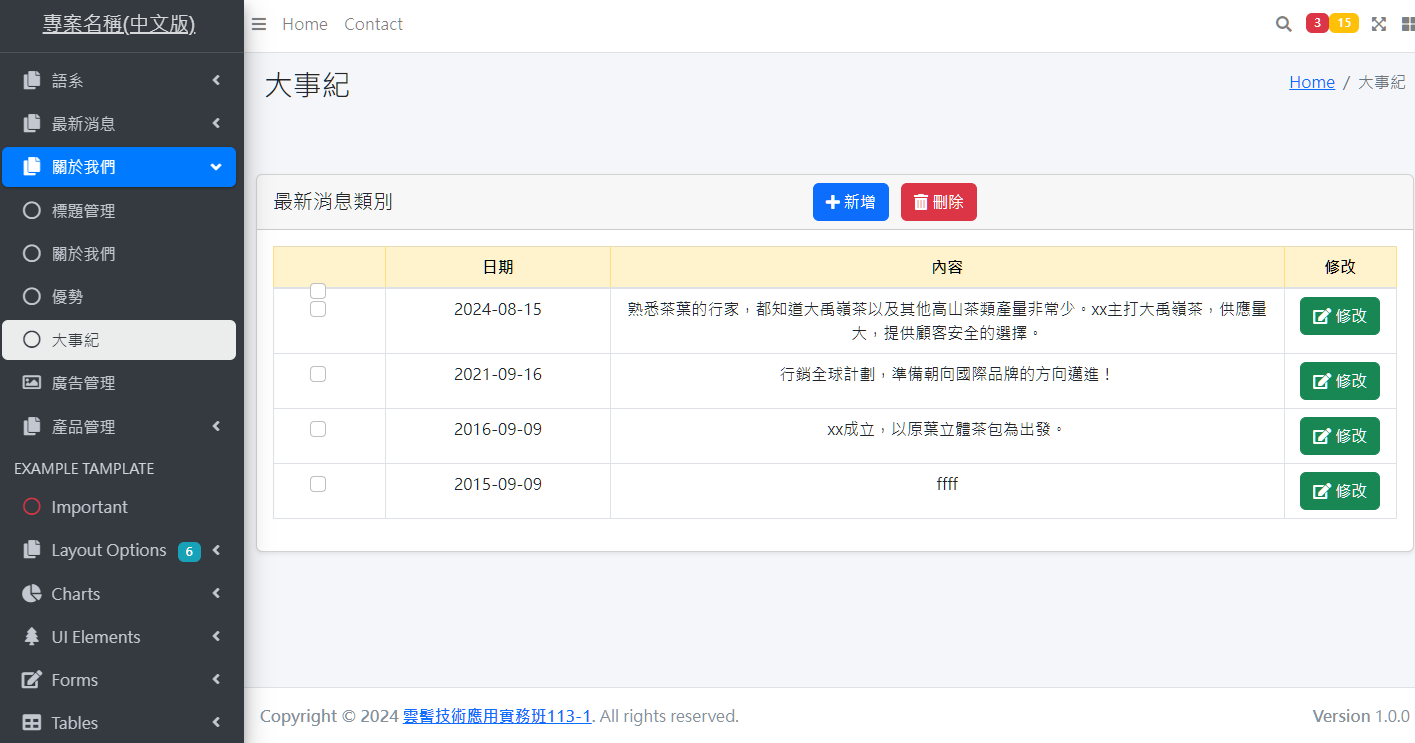 專案名稱(中文版)
Home Contact
3 15
語系
最新消息
關於我們
標題管理
關於我們
優勢
大事紀
廣告管理
產品管理
EXAMPLE TAMPLATE
Important
Layout Options 6
Charts
UI Elements
Forms
Tables
大事紀
Home / 大事紀
最新消息類別
新增 刪除
日期 內容 修改
2024-08-15 熟悉茶葉的行家，都知道大禹嶺茶以及其他高山茶類產量非常少。xx主打大禹嶺茶，供應量 修改
大，提供顧客安全的選擇。
2021-09-16 行銷全球計劃，準備朝向國際品牌的方向邁進！ 修改
2016-09-09 xx成立，以原葉立體茶包為出發。 修改
2015-09-09 ffff 修改
Copyright © 2024 雲髻技術應用實務班113-1. All rights reserved.
Version 1.0.0